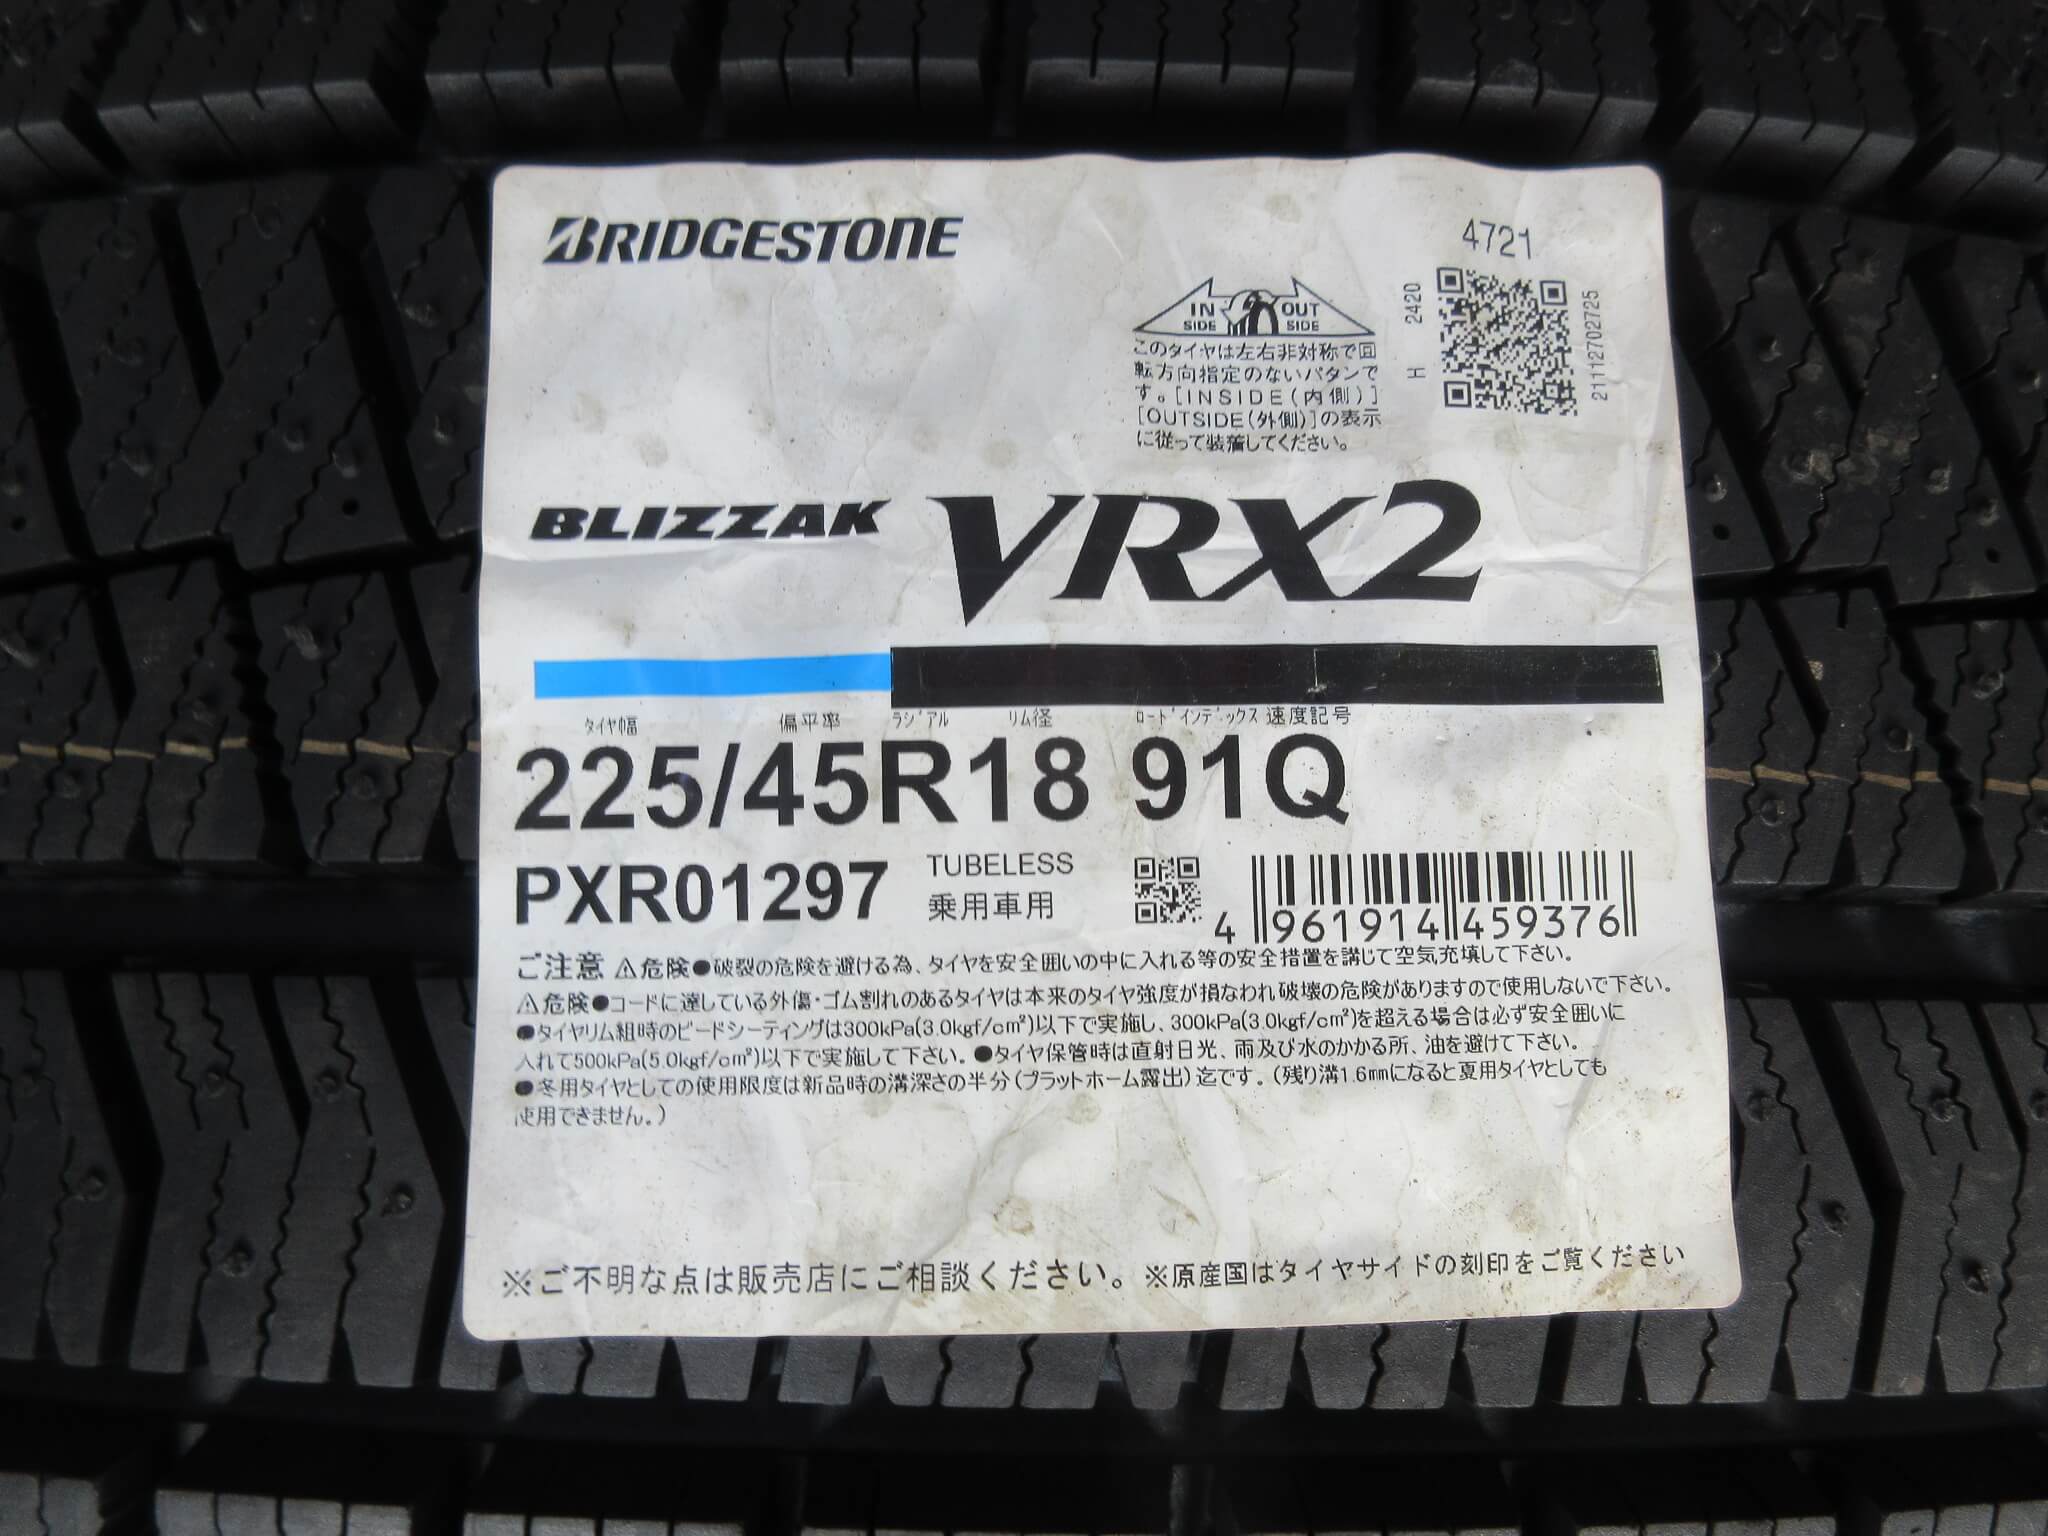 BRIDGESTONE
4721
IN SIDE OUT SIDE
H 2420
21112702725
このタイヤは左右非対称で回
転方向指定のないパタンで
す。[INSIDE(内側)]
[OUTSIDE(外側)]の表示
に従って装着してください。
BLIZZAK VRX2
タイヤ幅 偏平率 ラジアル リム径 ロードインデックス 速度記号
225/45R18 91Q
PXR01297 TUBELESS
乗用車用
4 961914 459376
ご注意 ⚠危険●破裂の危険を避ける為、タイヤを安全囲いの中に入れる等の安全措置を講じて空気充填して下さい。
⚠危険●コードに達している外傷・ゴム割れのあるタイヤは本来のタイヤ強度が損なわれ破壊の危険がありますので使用しないで下さい。
●タイヤリム組時のビードシーティングは300kPa(3.0kgf/cm²)以下で実施し、300kPa(3.0kgf/cm²)を超える場合は必ず安全囲いに
入れて500kPa(5.0kgf/cm²)以下で実施して下さい。●タイヤ保管時は直射日光、雨及び水のかかる所、油を避けて下さい。
●冬用タイヤとしての使用限度は新品時の溝深さの半分(プラットホーム露出)迄です。(残り溝1.6mmになると夏用タイヤとしても
使用できません。)
※ご不明な点は販売店にご相談ください。※原産国はタイヤサイドの刻印をご覧ください